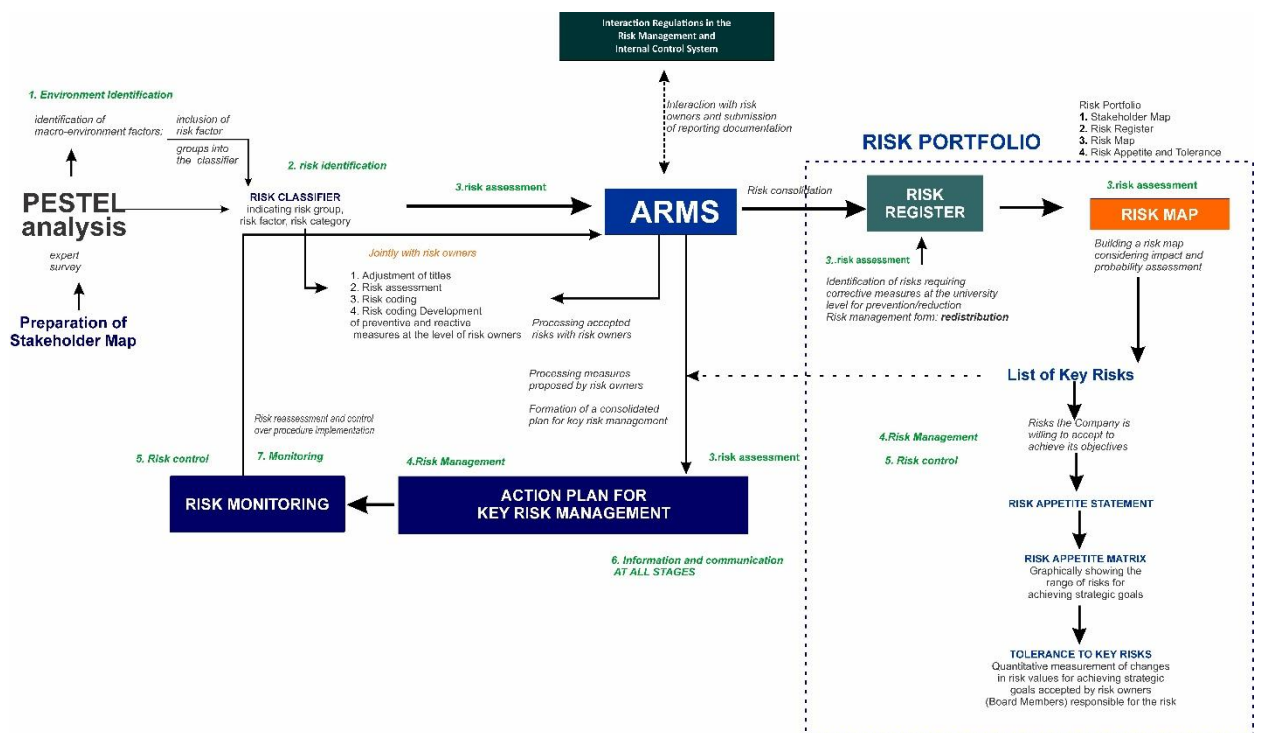 Interaction Regulations in the
Risk Management and
Internal Control System
1. Environment Identification
identification of
macro-environment factors:
inclusion of
risk factor
groups into
the classifier
Interaction with risk
owners and submission
of reporting documentation
Risk Portfolio
1. Stakeholder Map
2. Risk Register
3. Risk Map
4. Risk Appetite and Tolerance
RISK PORTFOLIO
2. risk identification
PESTEL
analysis
RISK CLASSIFIER
indicating risk group,
risk factor, risk category
3.risk assessment
ARMS
Risk consolidation
RISK
REGISTER
3.risk assessment
RISK MAP
expert
survey
Preparation of
Stakeholder Map
Jointly with risk owners
1. Adjustment of titles
2. Risk assessment
3. Risk coding
4. Risk coding Development
of preventive and reactive
measures at the level of risk owners
Processing accepted
risks with risk owners
3..risk assessment
Identification of risks requiring
corrective measures at the university
level for prevention/reduction
Risk management form: redistribution
Building a risk map
considering impact and
probability assessment
Processing measures
proposed by risk owners
Formation of a consolidated
plan for key risk management
List of Key Risks
Risks the Company is
willing to accept to
achieve its objectives
4.Risk Management
5. Risk control
Risk reassessment and control
over procedure implementation
5. Risk control
7. Monitoring
4.Risk Management
3.risk assessment
RISK MONITORING
ACTION PLAN FOR
KEY RISK MANAGEMENT
6. Information and communication
AT ALL STAGES
RISK APPETITE STATEMENT
RISK APPETITE MATRIX
Graphically showing the
range of risks for
achieving strategic goals
TOLERANCE TO KEY RISKS
Quantitative measurement of changes
in risk values for achieving strategic
goals accepted by risk owners
(Board Members) responsible for the risk